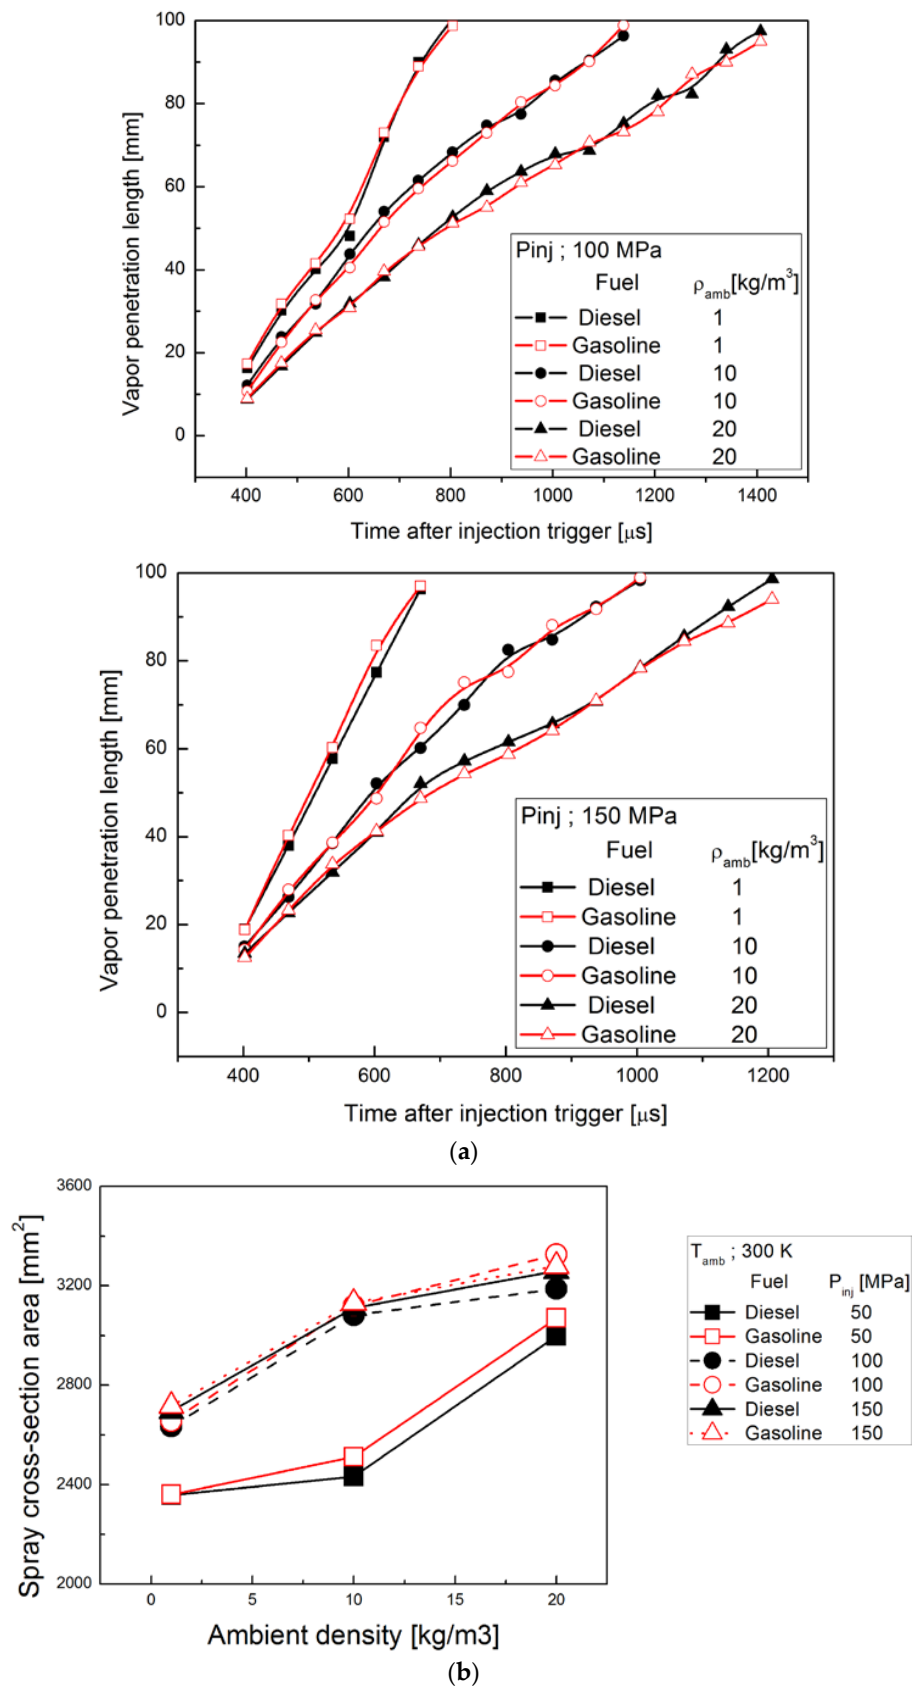 100
80
60
40
20
0
Vapor penetration length [mm]
Pinj ; 100 MPa
Fuel ρamb[kg/m³]
Diesel 1
Gasoline 1
Diesel 10
Gasoline 10
Diesel 20
Gasoline 20
400 600 800 1000 1200 1400
Time after injection trigger [μs]
100
80
60
40
20
0
Vapor penetration length [mm]
Pinj ; 150 MPa
Fuel ρamb[kg/m³]
Diesel 1
Gasoline 1
Diesel 10
Gasoline 10
Diesel 20
Gasoline 20
400 600 800 1000 1200
Time after injection trigger [μs]
(a)
3600
3200
2800
2400
2000
Spray cross-section area [mm²]
0 5 10 15 20
Ambient density [kg/m3]
Tamb ; 300 K
Fuel Pinj [MPa]
Diesel 50
Gasoline 50
Diesel 100
Gasoline 100
Diesel 150
Gasoline 150
(b)